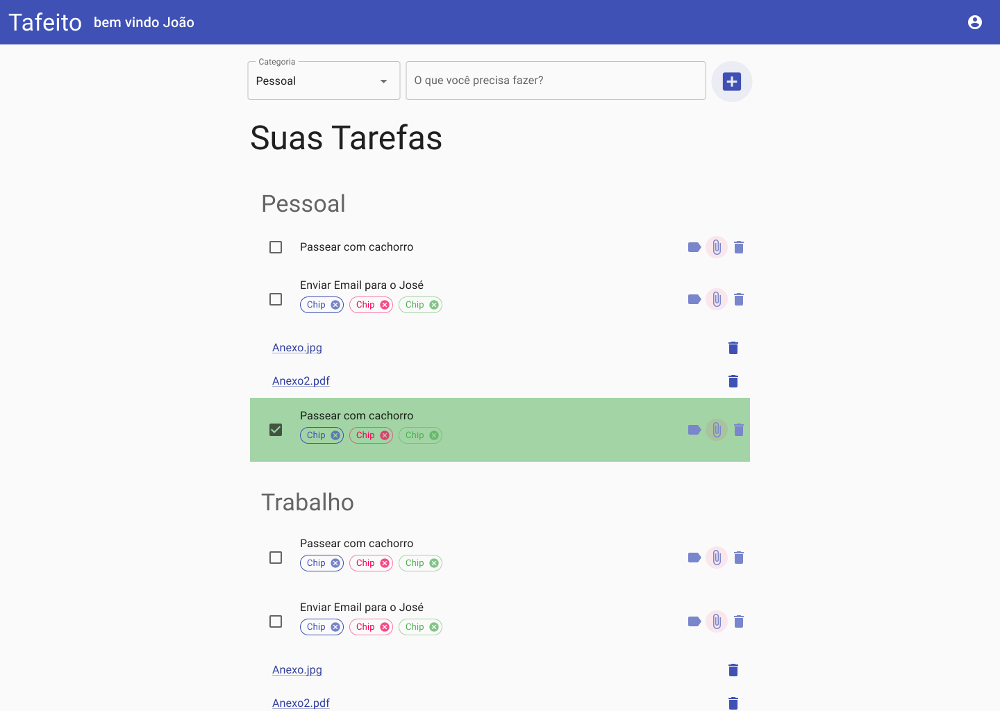 Tafeito bem vindo João
Categoria
Pessoal
O que você precisa fazer?
Suas Tarefas
Pessoal
Passear com cachorro
Enviar Email para o José
Chip Chip Chip
Anexo.jpg
Anexo2.pdf
Passear com cachorro
Chip Chip Chip
Trabalho
Passear com cachorro
Chip Chip Chip
Enviar Email para o José
Chip Chip Chip
Anexo.jpg
Anexo2.pdf